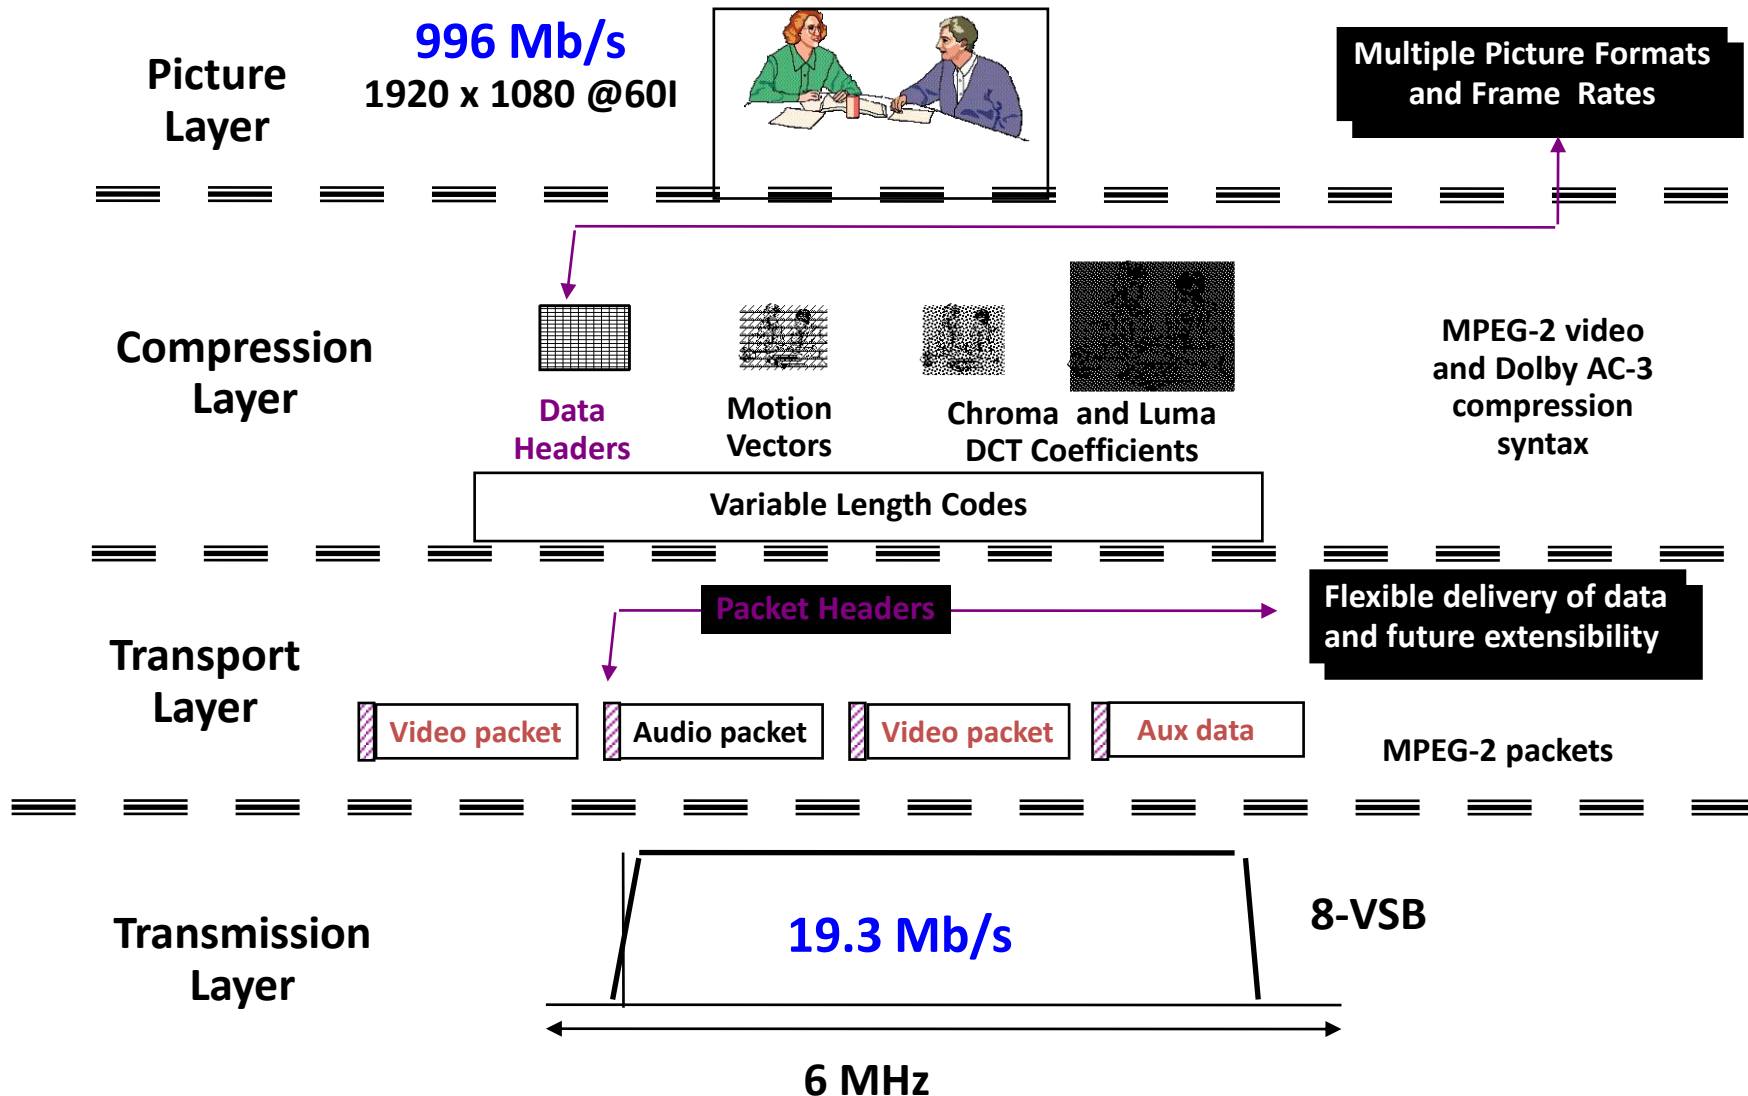 Picture
Layer
996 Mb/s
1920 x 1080 @60I
Multiple Picture Formats
and Frame Rates
Compression
Layer
Data
Headers
Motion
Vectors
Chroma and Luma
DCT Coefficients
MPEG-2 video
and Dolby AC-3
compression
syntax
Variable Length Codes
Transport
Layer
Packet Headers
Flexible delivery of data
and future extensibility
Video packet
Audio packet
Video packet
Aux data
MPEG-2 packets
Transmission
Layer
19.3 Mb/s
8-VSB
6 MHz